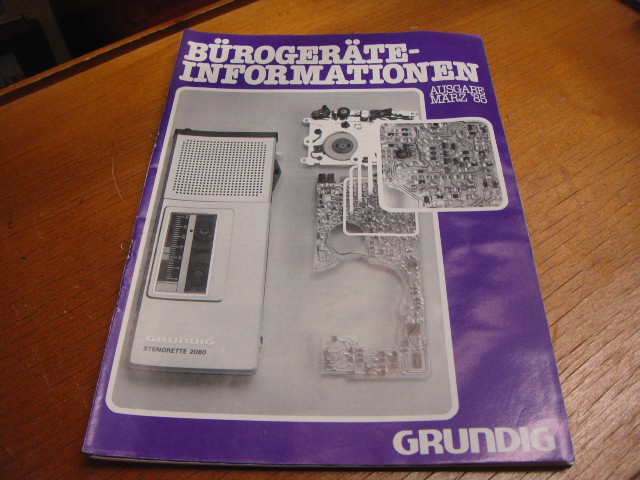 BÜROGERÄTE-
INFORMATIONEN
AUSGABE
MÄRZ '85
GRUNDIG
STENORETTE 2080
GRUNDIG